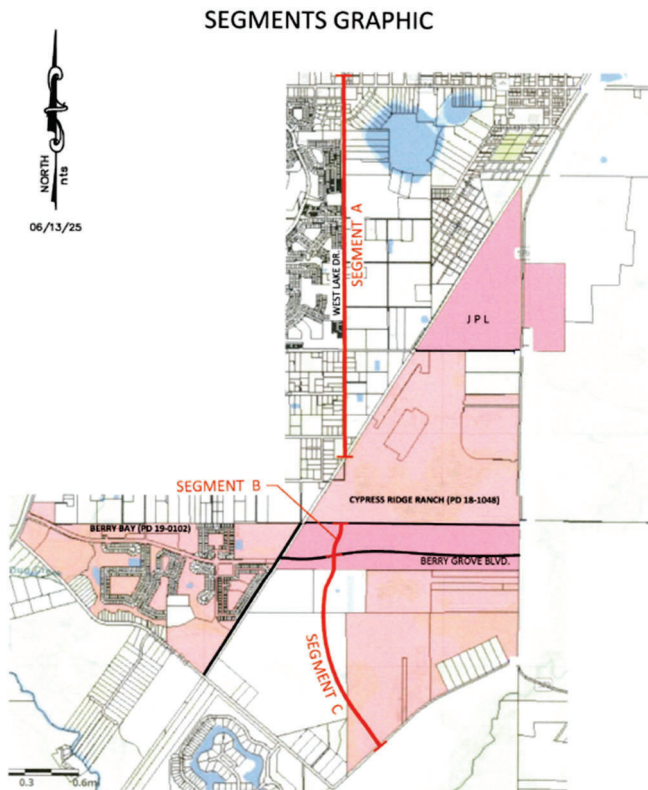 SEGMENTS GRAPHIC
NORTH
nts
06/13/25
WEST LAKE DR.
SEGMENT A
J P L
SEGMENT B
CYPRESS RIDGE RANCH (PD 18-1048)
BERRY BAY (PD 19-0102)
BERRY GROVE BLVD.
SEGMENT C
0.3
0.6mi